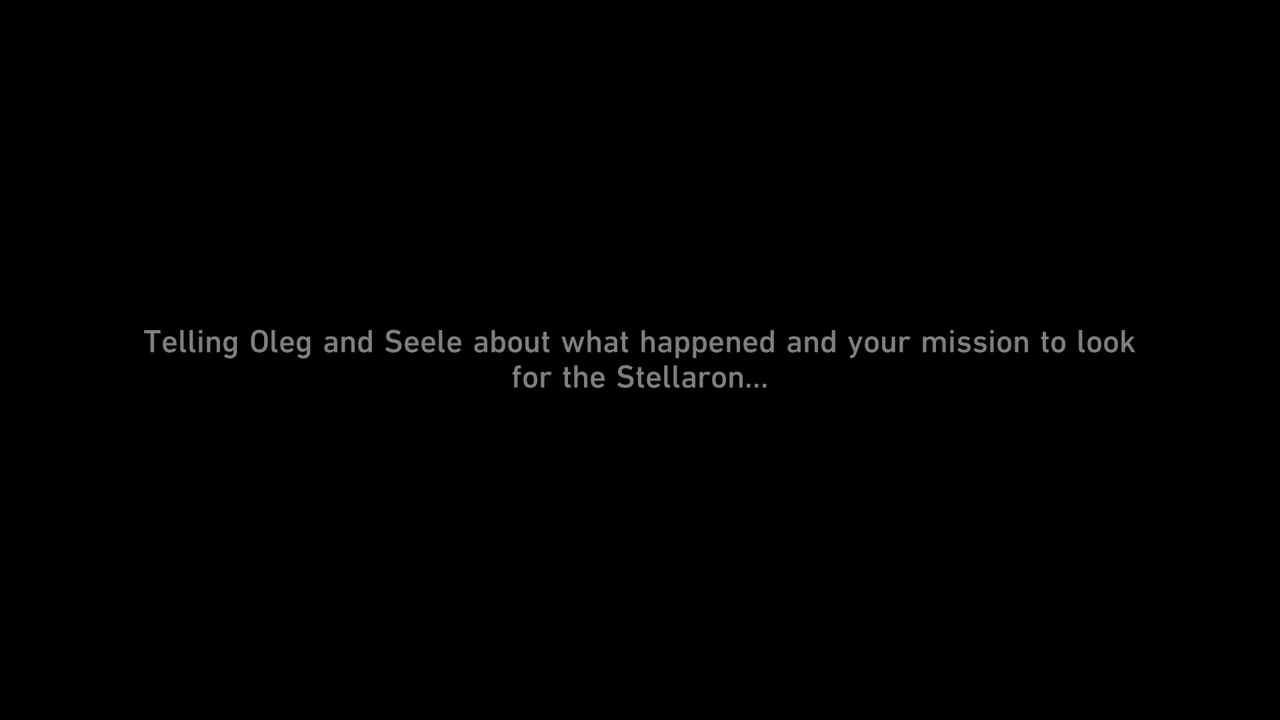 Telling Oleg and Seele about what happened and your mission to look
for the Stellaron...